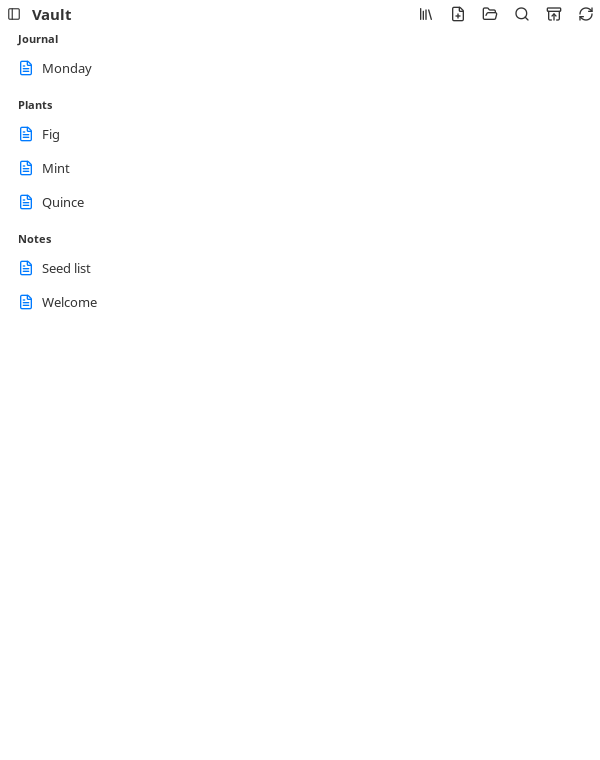 Vault
Journal
Monday
Plants
Fig
Mint
Quince
Notes
Seed list
Welcome